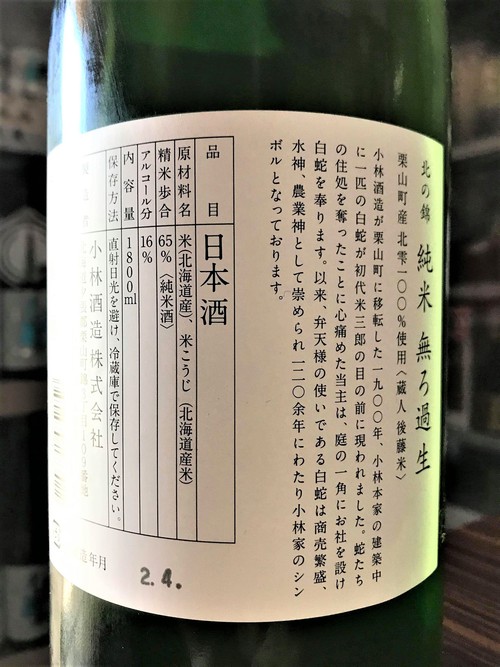 北の錦 純米 無ろ過生
栗山町産 北雫一〇〇%使用〈蔵人 後藤米〉
小林酒造が栗山町に移転した一九〇〇年、小林本家の建築中
に一匹の白蛇が初代米三郎の目の前に現われました。蛇たち
の住処を奪ったことに心痛めた当主は、庭の一角にお社を設け
白蛇を奉ります。以来、弁天様の使いである白蛇は商売繁盛、
水神、農業神として崇められ一二〇余年にわたり小林家のシン
ボルとなっております。
品目 日本酒
原材料名 米(北海道産)、米こうじ(北海道産米)
精米歩合 65%〈純米酒〉
アルコール分 16%
内容量 1800ml
保存方法 直射日光を避け、冷蔵庫で保存してください。
小林酒造株式会社
年月
2.4.